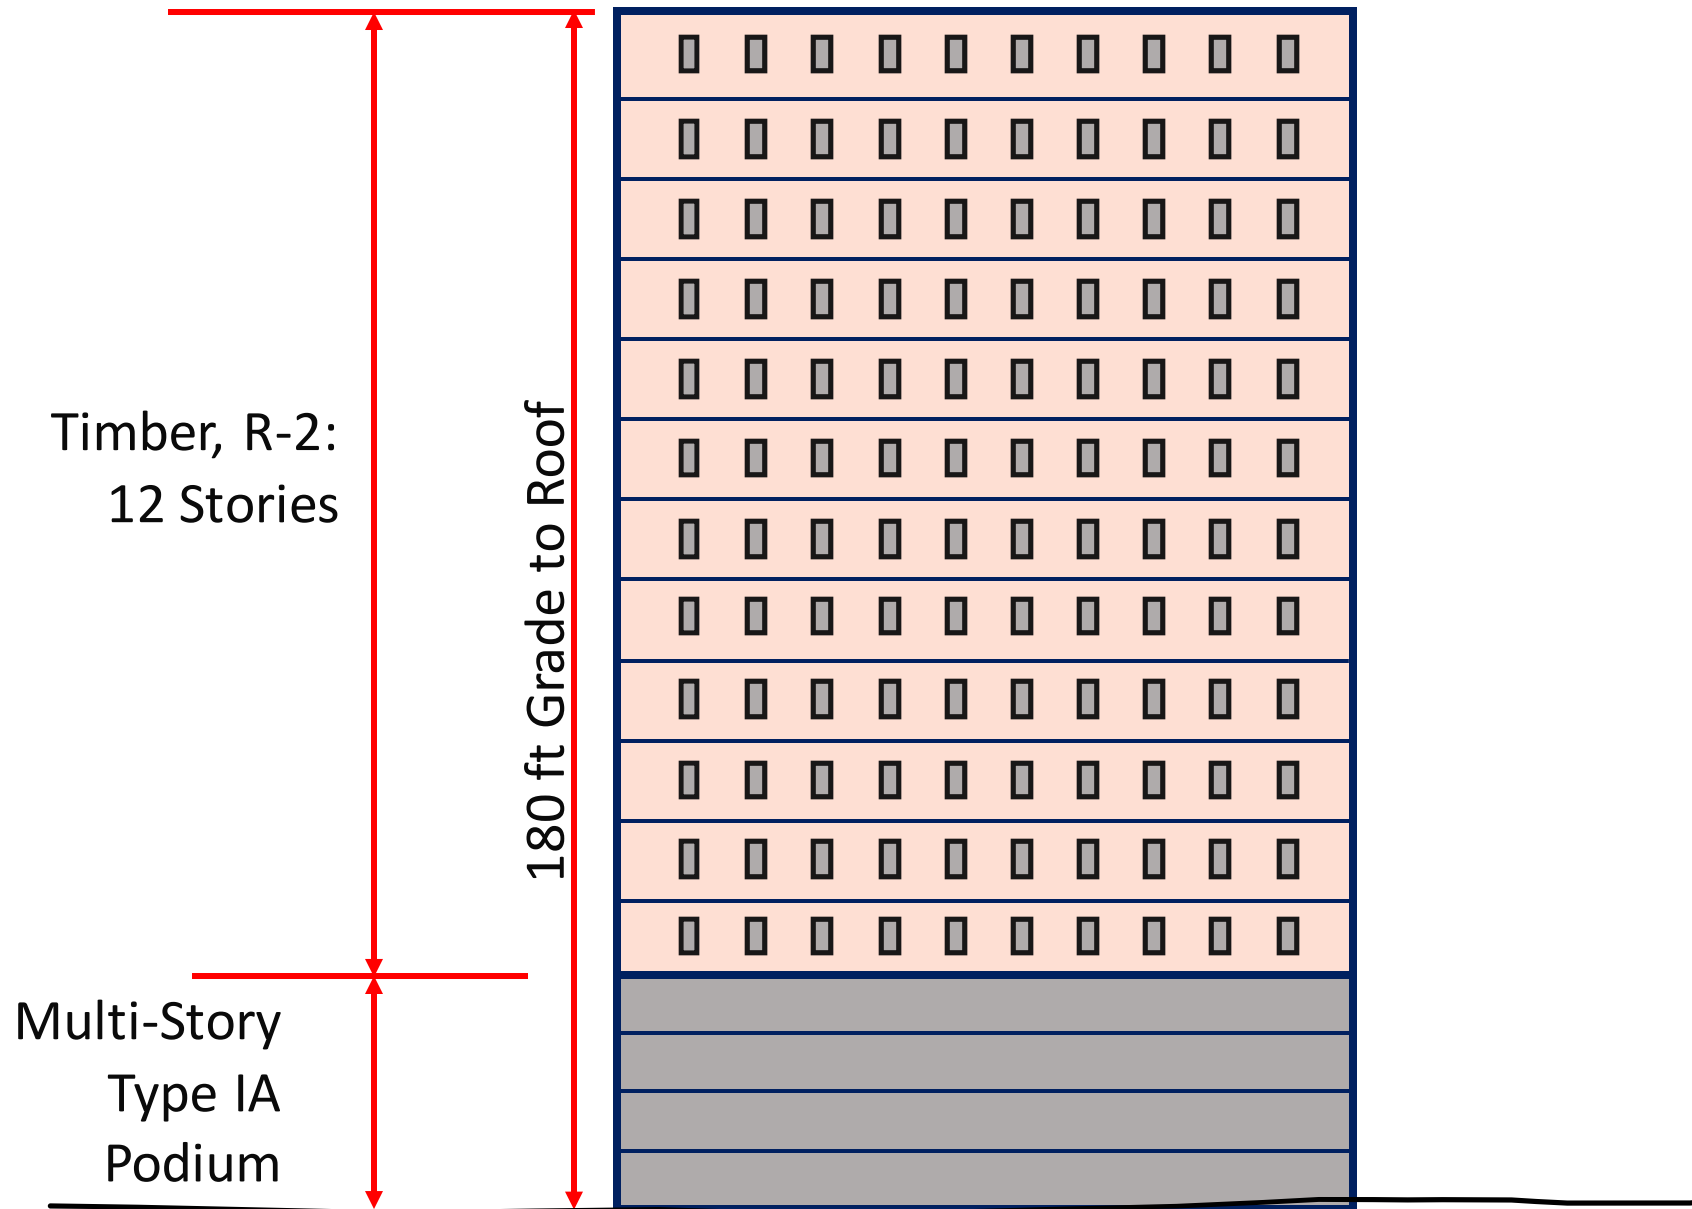 Timber, R-2:
12 Stories
180 ft Grade to Roof
Multi-Story
Type IA
Podium